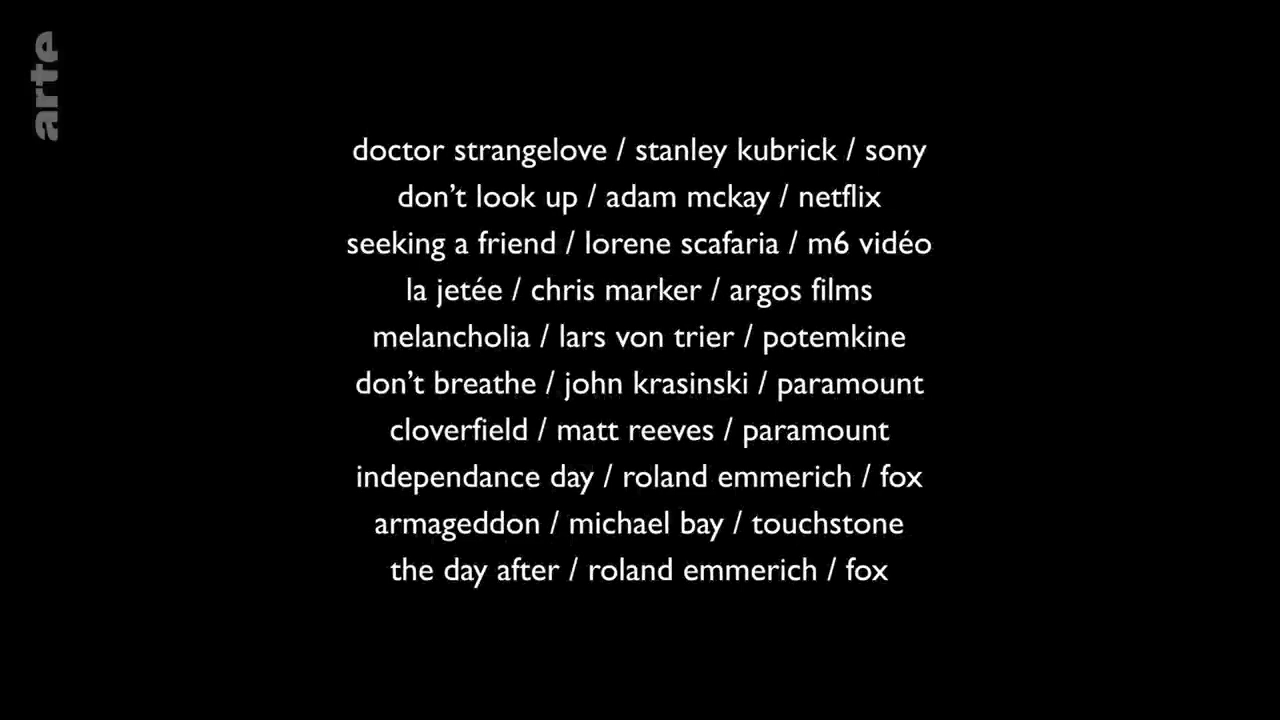 arte
doctor strangelove / stanley kubrick / sony
don’t look up / adam mckay / netflix
seeking a friend / lorene scafaria / m6 vidéo
la jetée / chris marker / argos films
melancholia / lars von trier / potemkine
don’t breathe / john krasinski / paramount
cloverfield / matt reeves / paramount
independance day / roland emmerich / fox
armageddon / michael bay / touchstone
the day after / roland emmerich / fox